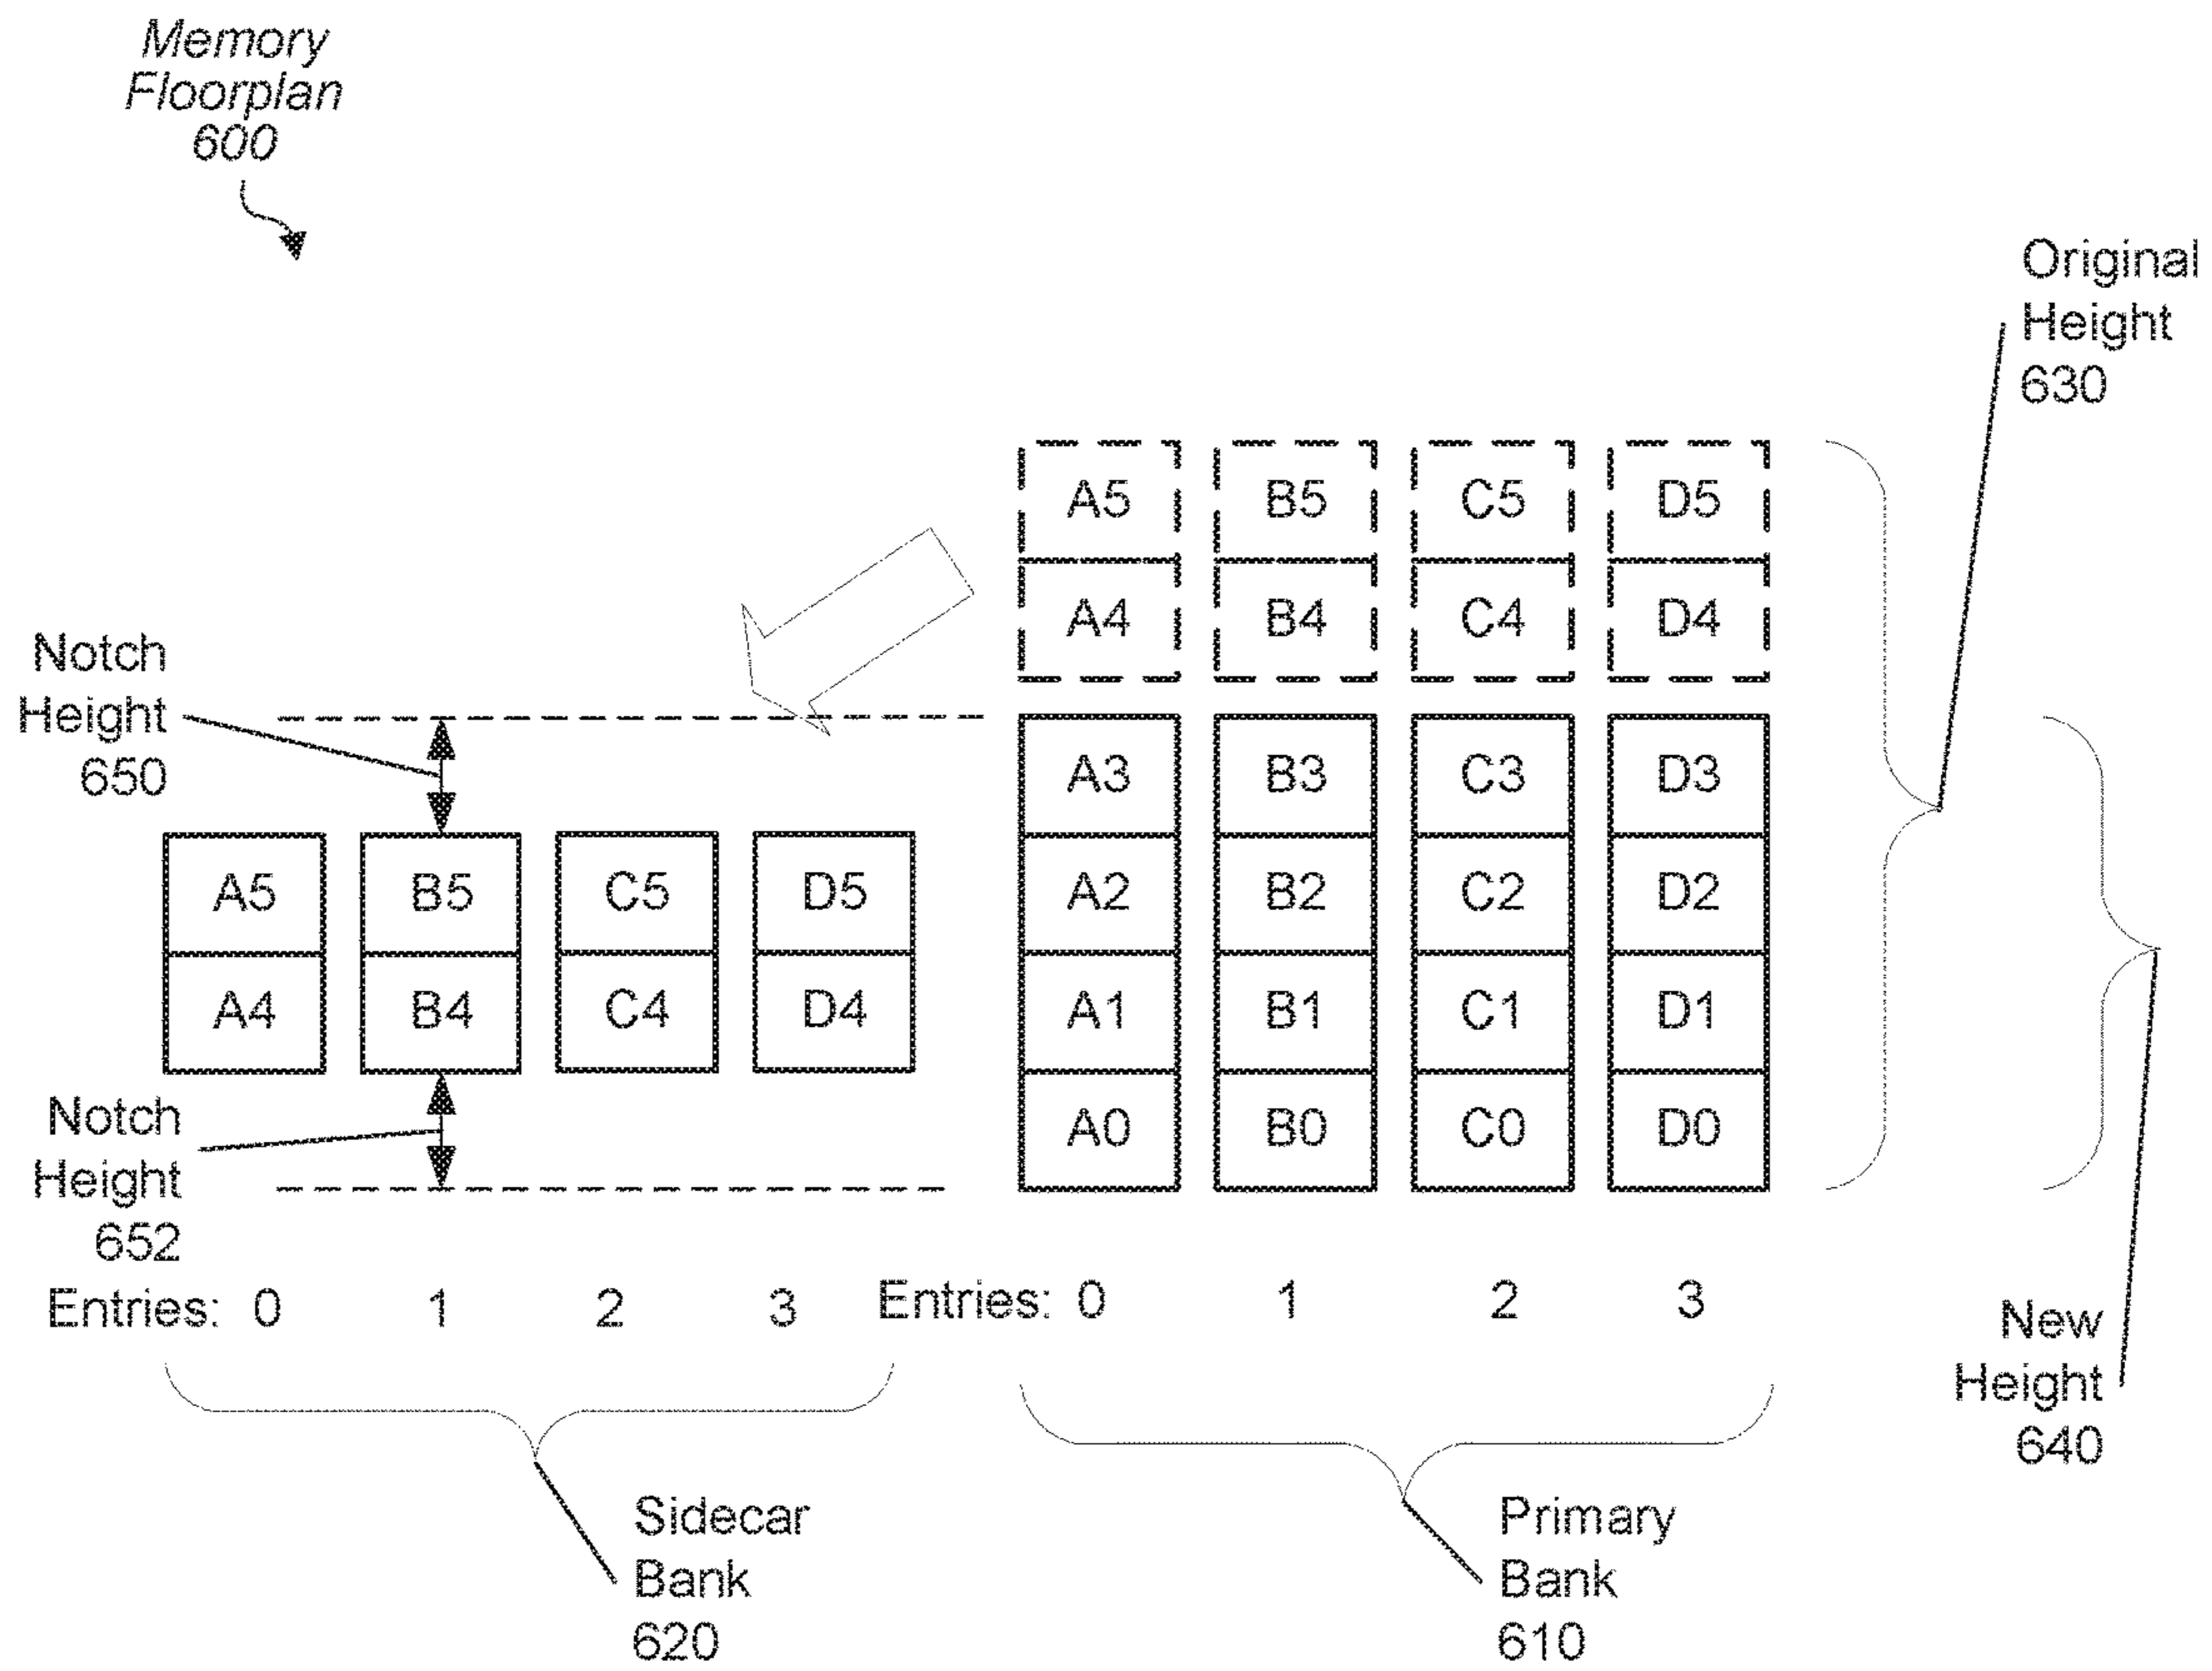 Memory
Floorplan
600
Original
Height
630
A5 B5 C5 D5
A4 B4 C4 D4
Notch
Height
650
A3 B3 C3 D3
A5 B5 C5 D5 A2 B2 C2 D2
A4 B4 C4 D4 A1 B1 C1 D1
A0 B0 C0 D0
Notch
Height
652
Entries: 0 1 2 3 Entries: 0 1 2 3
New
Height
640
Sidecar
Bank
620
Primary
Bank
610